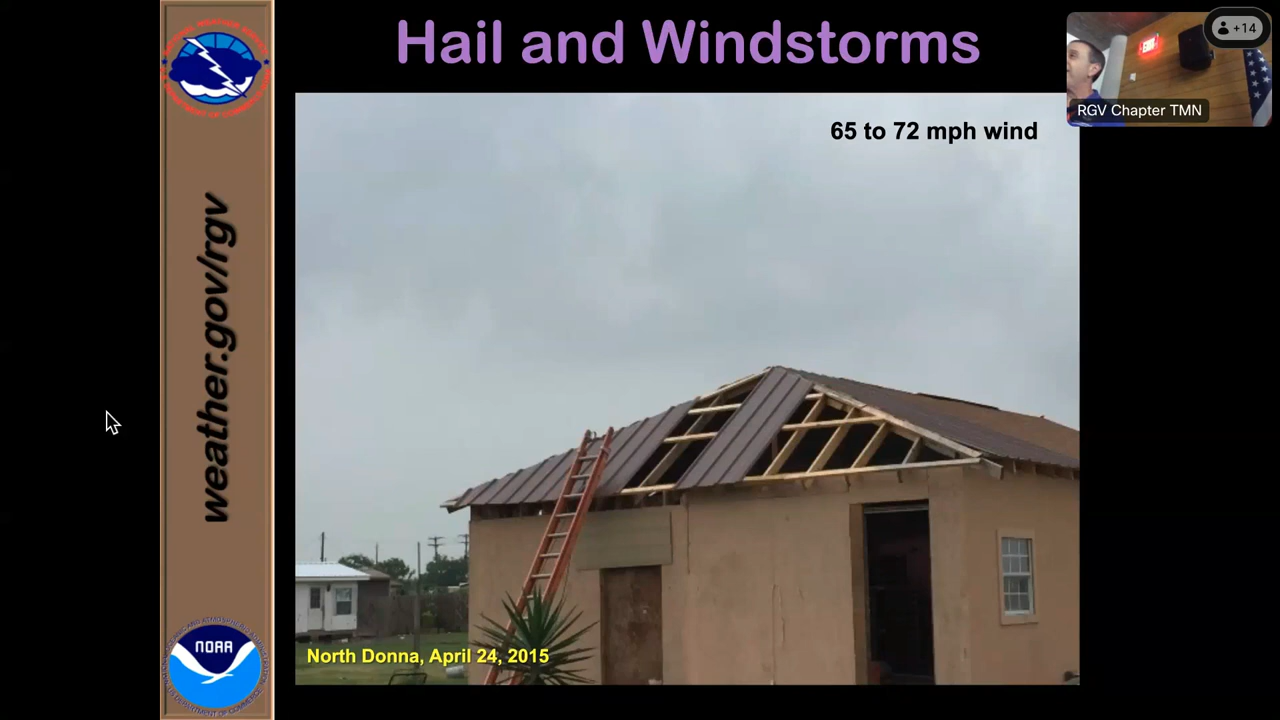 Hail and Windstorms
+14
EXIT
RGV Chapter TMN
65 to 72 mph wind
weather.gov/rgv
NOAA
North Donna, April 24, 2015